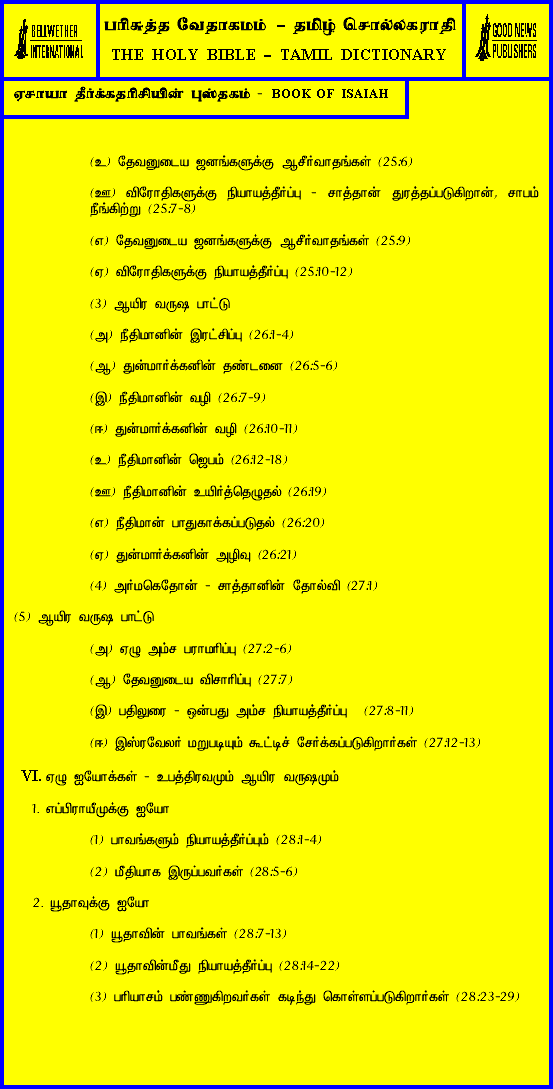 BELLWETHER
INTERNATIONAL
பரிசுத்த வேதாகமம் – தமிழ் சொல்லகராதி
THE HOLY BIBLE – TAMIL DICTIONARY
GOOD NEWS
PUBLISHERS
ஏசாயா தீர்க்கதரிசியின் புஸ்தகம் - BOOK OF ISAIAH
(உ) தேவனுடைய ஜனங்களுக்கு ஆசீர்வாதங்கள் (25:6)
(ஊ) விரோதிகளுக்கு நியாயத்தீர்ப்பு - சாத்தான் துரத்தப்படுகிறான், சாபம்
நீங்கிற்று (25:7-8)
(எ) தேவனுடைய ஜனங்களுக்கு ஆசீர்வாதங்கள் (25:9)
(ஏ) விரோதிகளுக்கு நியாயத்தீர்ப்பு (25:10-12)
(3) ஆயிர வருஷ பாட்டு
(அ) நீதிமானின் இரட்சிப்பு (26:1-4)
(ஆ) துன்மார்க்கனின் தண்டனை (26:5-6)
(இ) நீதிமானின் வழி (26:7-9)
(ஈ) துன்மார்க்கனின் வழி (26:10-11)
(உ) நீதிமானின் ஜெபம் (26:12-18)
(ஊ) நீதிமானின் உயிர்த்தெழுதல் (26:19)
(எ) நீதிமான் பாதுகாக்கப்படுதல் (26:20)
(ஏ) துன்மார்க்கனின் அழிவு (26:21)
(4) அர்மகெதோன் - சாத்தானின் தோல்வி (27:1)
(5) ஆயிர வருஷ பாட்டு
(அ) ஏழு அம்ச பராமரிப்பு (27:2-6)
(ஆ) தேவனுடைய விசாரிப்பு (27:7)
(இ) பதிலுரை - ஒன்பது அம்ச நியாயத்தீர்ப்பு (27:8-11)
(ஈ) இஸ்ரவேலர் மறுபடியும் கூட்டிச் சேர்க்கப்படுகிறார்கள் (27:12-13)
VI. ஏழு ஐயோக்கள் - உபத்திரவமும் ஆயிர வருஷமும்
1. எப்பிராயீமுக்கு ஐயோ
(1) பாவங்களும் நியாயத்தீர்ப்பும் (28:1-4)
(2) மீதியாக இருப்பவர்கள் (28:5-6)
2. யூதாவுக்கு ஐயோ
(1) யூதாவின் பாவங்கள் (28:7-13)
(2) யூதாவின்மீது நியாயத்தீர்ப்பு (28:14-22)
(3) பரியாசம் பண்ணுகிறவர்கள் கடிந்து கொள்ளப்படுகிறார்கள் (28:23-29)